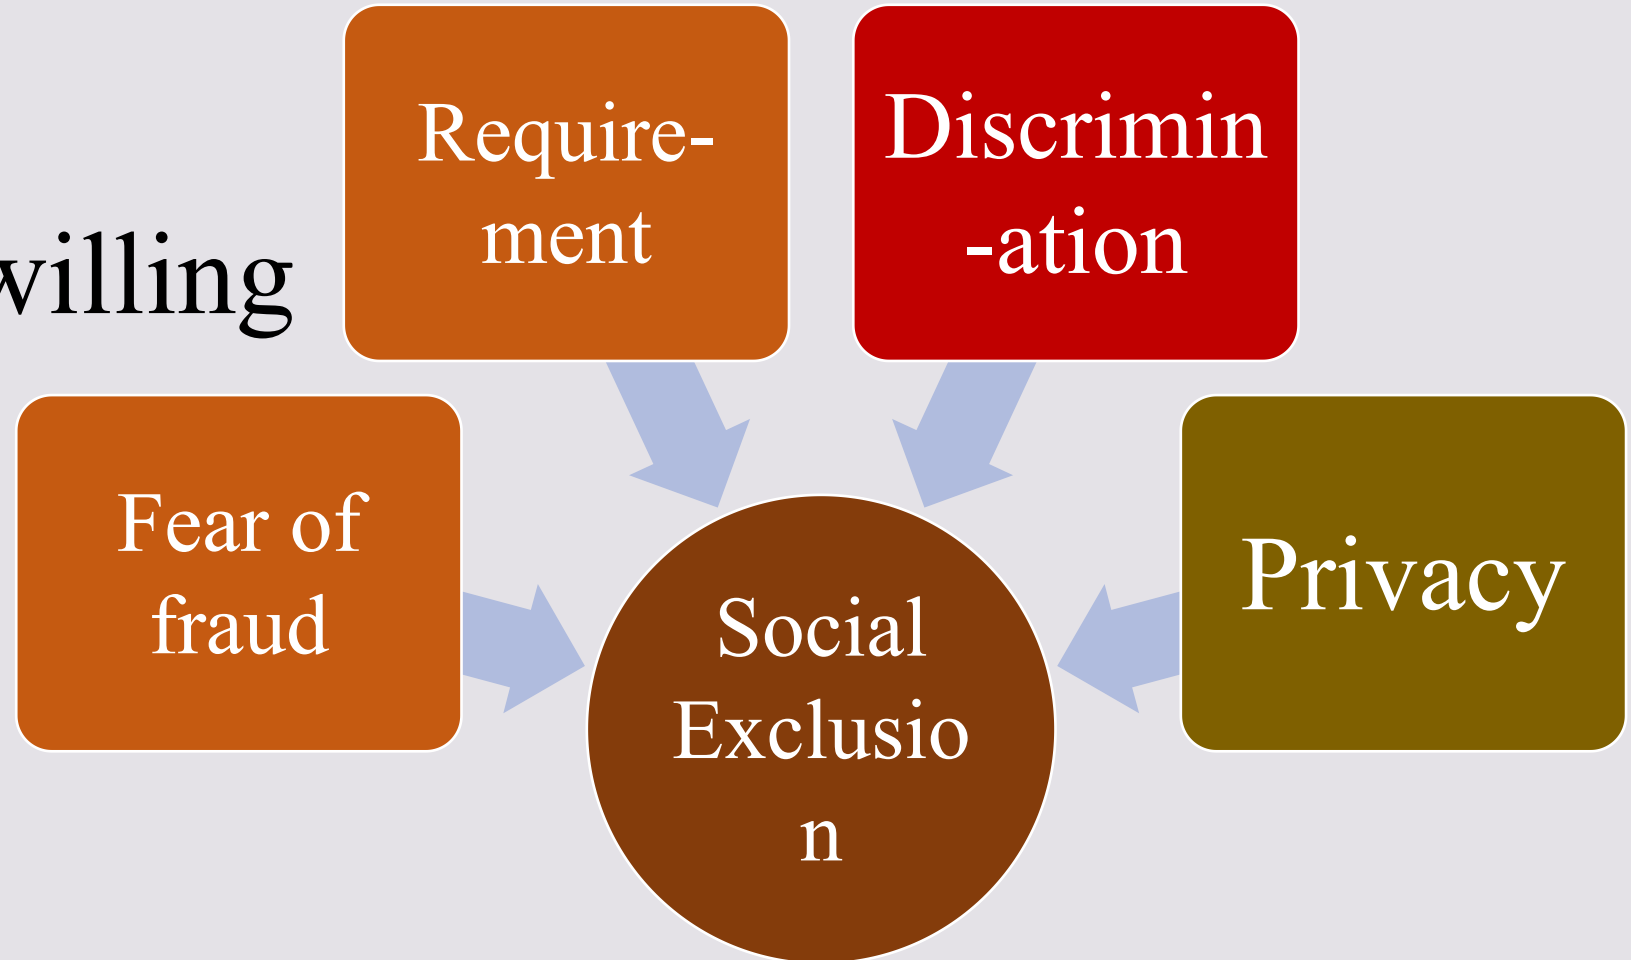 Require-
ment
Discrimin
-ation
willing
Fear of
fraud
Privacy
Social
Exclusio
n